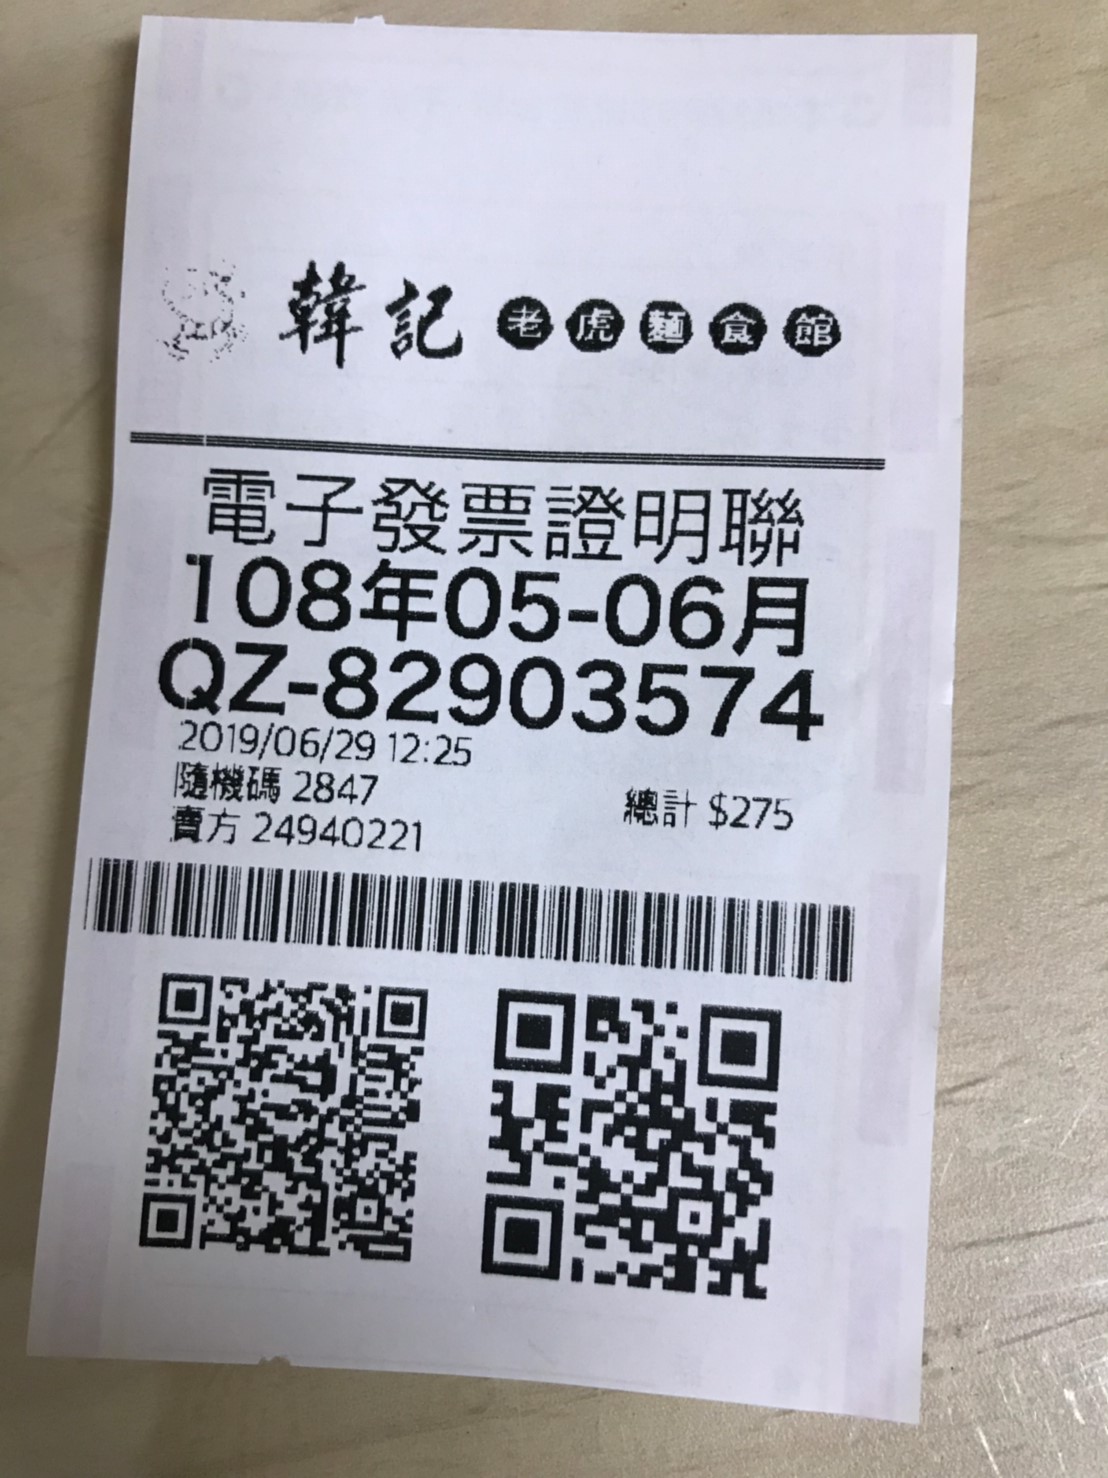 韓記 老虎麵食館
電子發票證明聯
108年05-06月
QZ-82903574
2019/06/29 12:25
隨機碼 2847 總計 $275
賣方 24940221